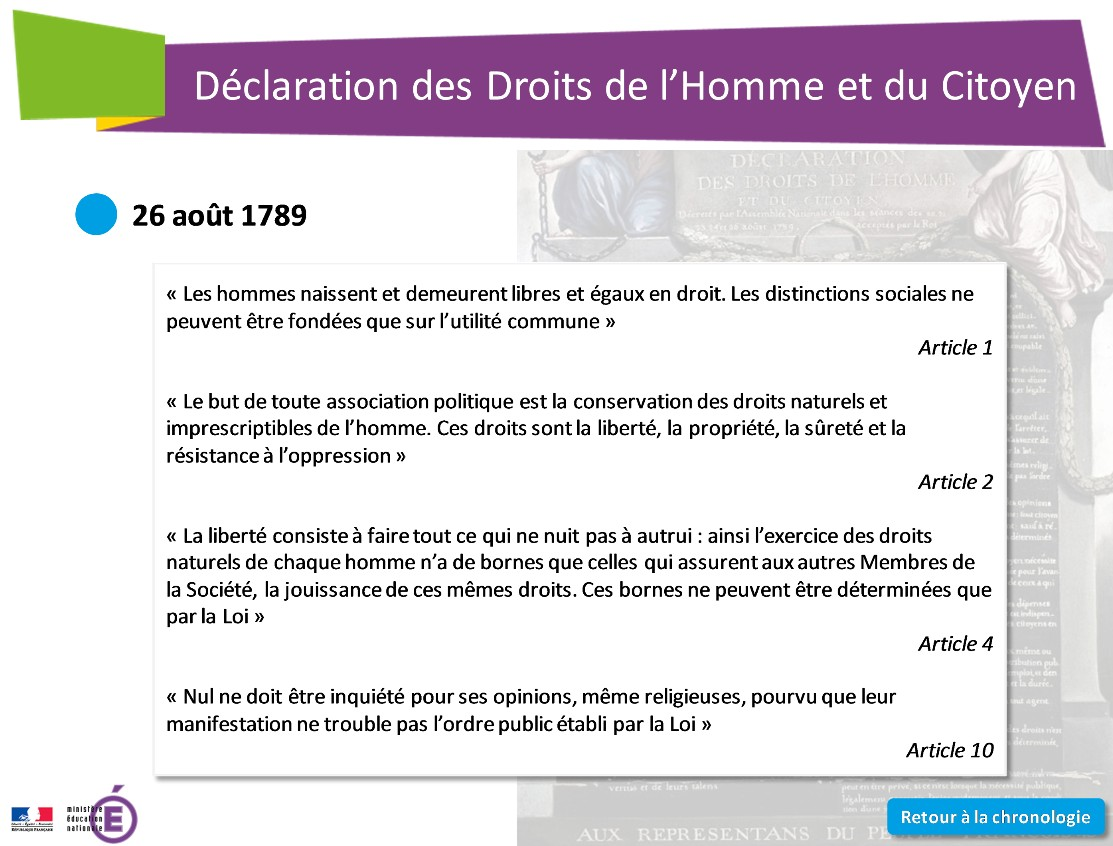 Déclaration des Droits de l’Homme et du Citoyen
DECRARATION
DES DROITS DE L'HOMME
ET DU CITOYEN
26 août 1789
« Les hommes naissent et demeurent libres et égaux en droit. Les distinctions sociales ne
peuvent être fondées que sur l’utilité commune »
Article 1
« Le but de toute association politique est la conservation des droits naturels et
imprescriptibles de l’homme. Ces droits sont la liberté, la propriété, la sûreté et la
résistance à l’oppression »
Article 2
« La liberté consiste à faire tout ce qui ne nuit pas à autrui : ainsi l’exercice des droits
naturels de chaque homme n’a de bornes que celles qui assurent aux autres Membres de
la Société, la jouissance de ces mêmes droits. Ces bornes ne peuvent être déterminées que
par la Loi »
Article 4
« Nul ne doit être inquiété pour ses opinions, même religieuses, pourvu que leur
manifestation ne trouble pas l’ordre public établi par la Loi »
Article 10
vertus et de leurs talens
RÉPUBLIQUE FRANÇAISE
ministère
éducation
nationale
É
Retour à la chronologie
AUX REPRESENTANS DU